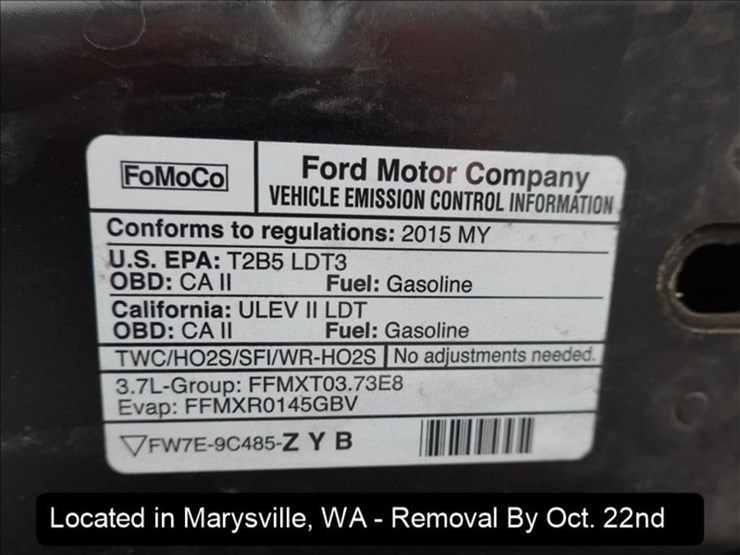 FoMoCo
Ford Motor Company
VEHICLE EMISSION CONTROL INFORMATION
Conforms to regulations: 2015 MY
U.S. EPA: T2B5 LDT3
OBD: CA II Fuel: Gasoline
California: ULEV II LDT
OBD: CA II Fuel: Gasoline
TWC/HO2S/SFI/WR-HO2S No adjustments needed.
3.7L-Group: FFMXT03.73E8
Evap: FFMXR0145GBV
FW7E-9C485-Z Y B
Located in Marysville, WA - Removal By Oct. 22nd